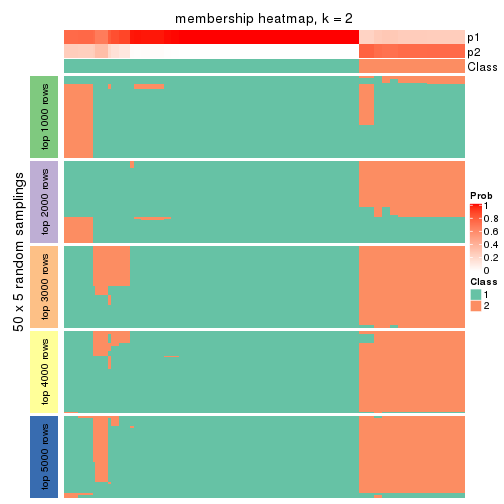 membership heatmap, k = 2
p1
p2
Class
50 x 5 random samplings
top 1000 rows
top 2000 rows
top 3000 rows
top 4000 rows
top 5000 rows
Prob
1
0.8
0.6
0.4
0.2
0
Class
1
2